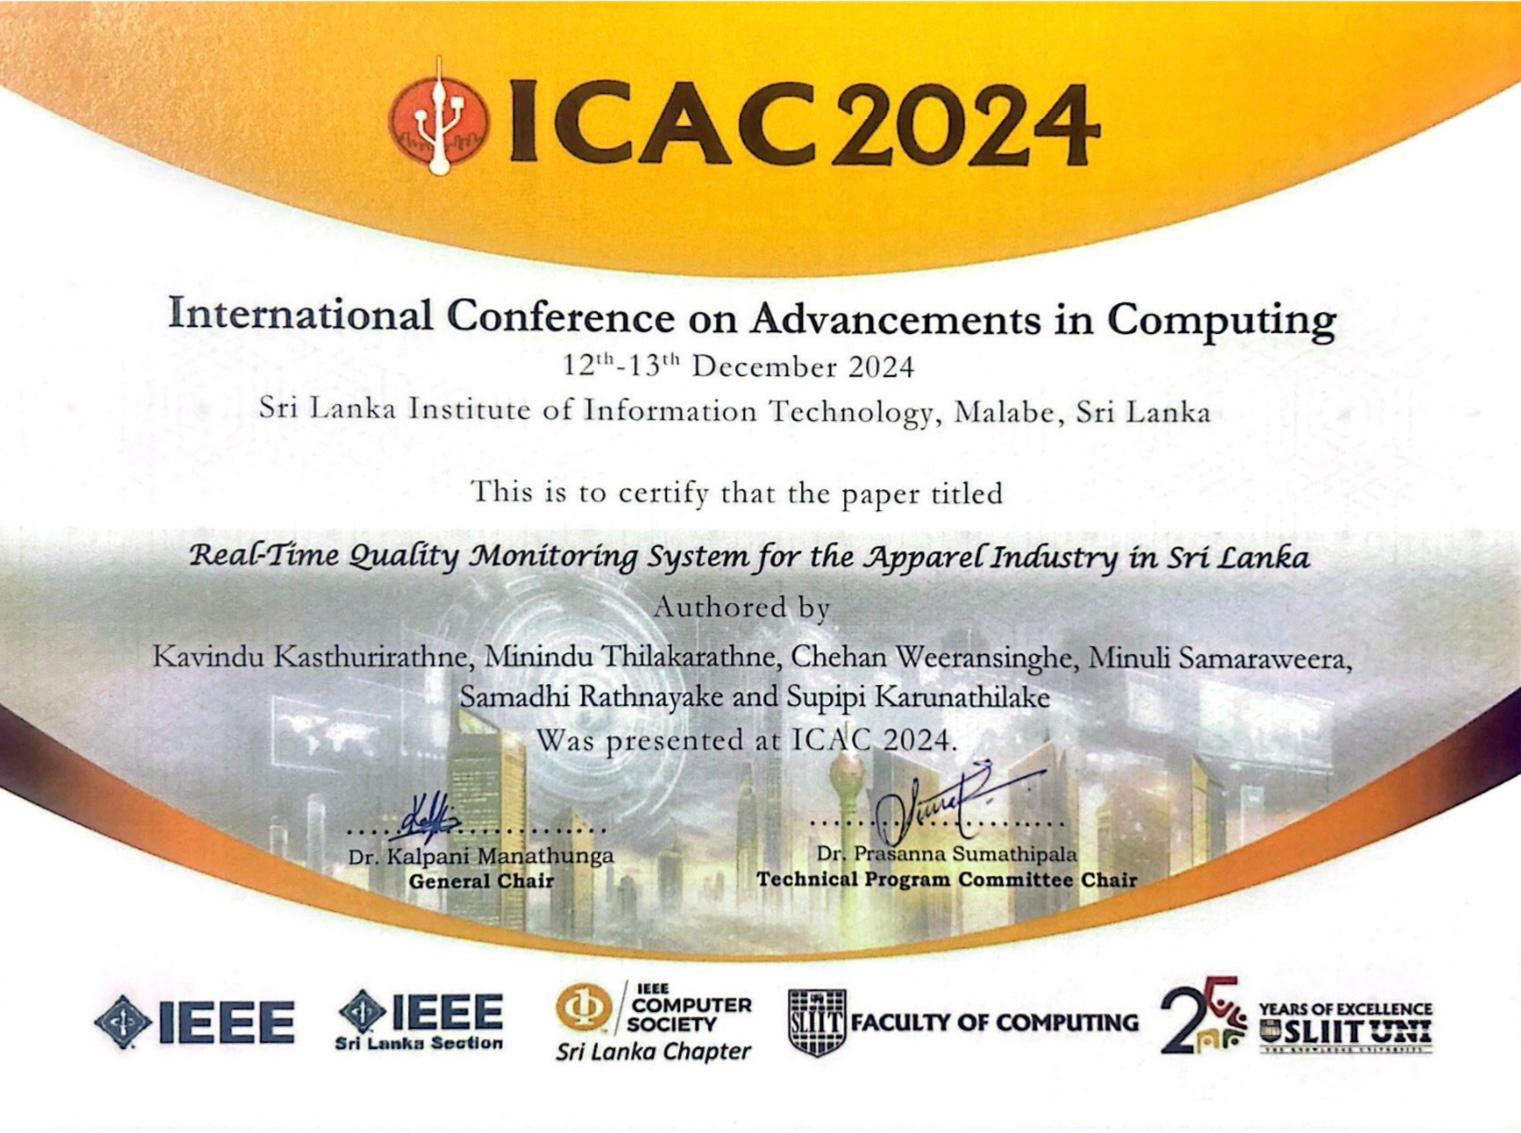 ICAC 2024
International Conference on Advancements in Computing
12th-13th December 2024
Sri Lanka Institute of Information Technology, Malabe, Sri Lanka
This is to certify that the paper titled
Real-Time Quality Monitoring System for the Apparel Industry in Sri Lanka
Authored by
Kavindu Kasthurirathne, Minindu Thilakarathne, Chehan Weeransinghe, Minuli Samaraweera,
Samadhi Rathnayake and Supipi Karunathilake
Was presented at ICAC 2024.
Dr. Kalpani Manathunga
General Chair
Dr. Prasanna Sumathipala
Technical Program Committee Chair
IEEE
IEEE
Sri Lanka Section
IEEE
COMPUTER
SOCIETY
Sri Lanka Chapter
SLIIT
FACULTY OF COMPUTING
25
YEARS OF EXCELLENCE
SLIIT UNI
THE KNOWLEDGE UNIVERSITY